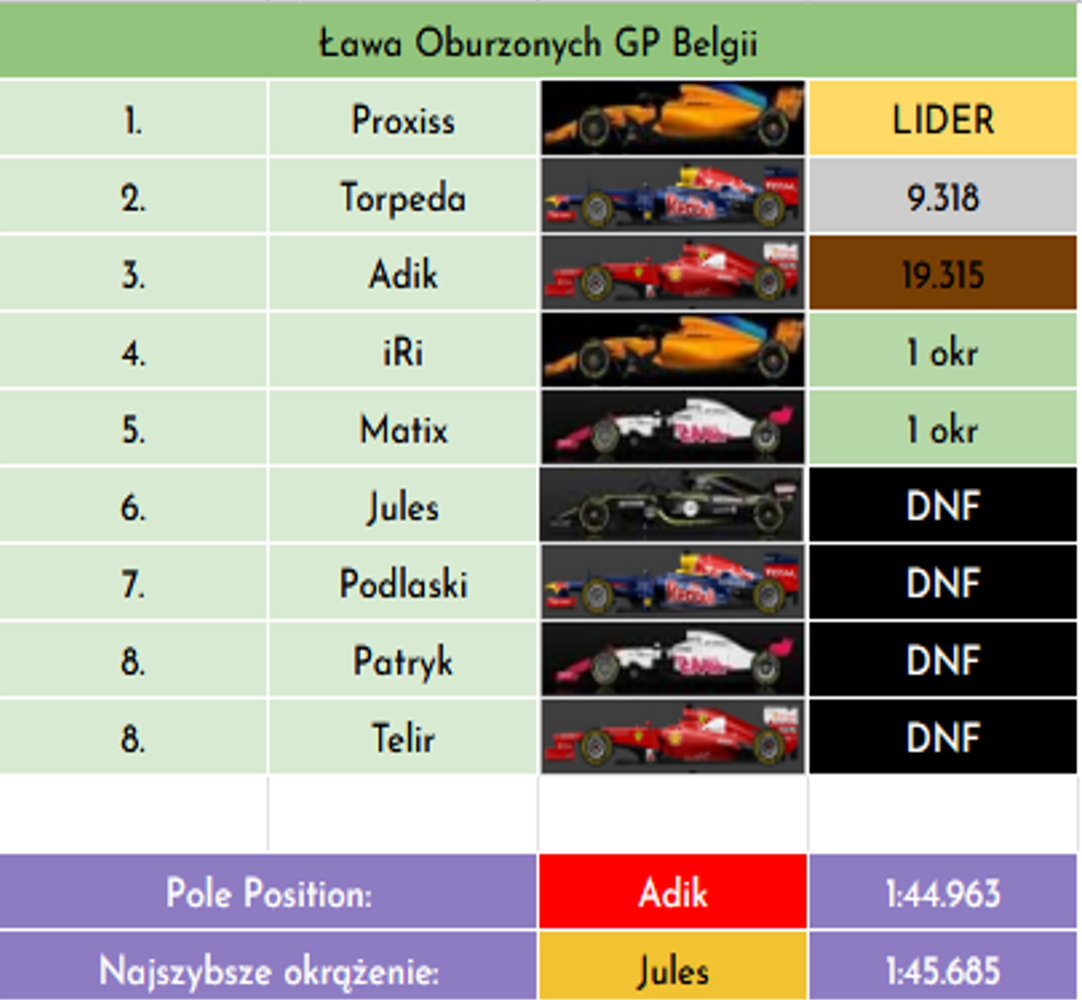 Ława Oburzonych GP Belgii
1. Proxiss LIDER
2. Torpeda 9.318
3. Adik 19.315
4. iRi 1 okr
5. Matix 1 okr
6. Jules DNF
7. Podlaski DNF
8. Patryk DNF
8. Telir DNF
Pole Position: Adik 1:44.963
Najszybsze okrążenie: Jules 1:45.685